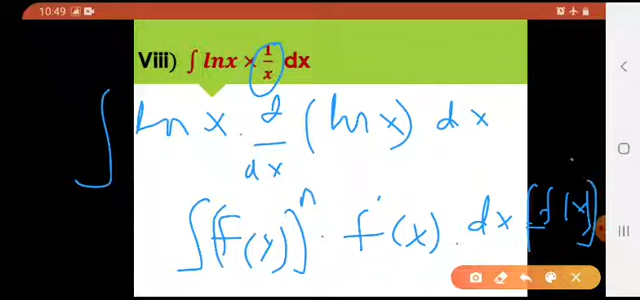 10:49
Viii) ∫ lnx × 1/x dx
∫ ln x . d/dx (ln x) dx
∫ [f(x)]^n . f'(x) . dx [f(x)]